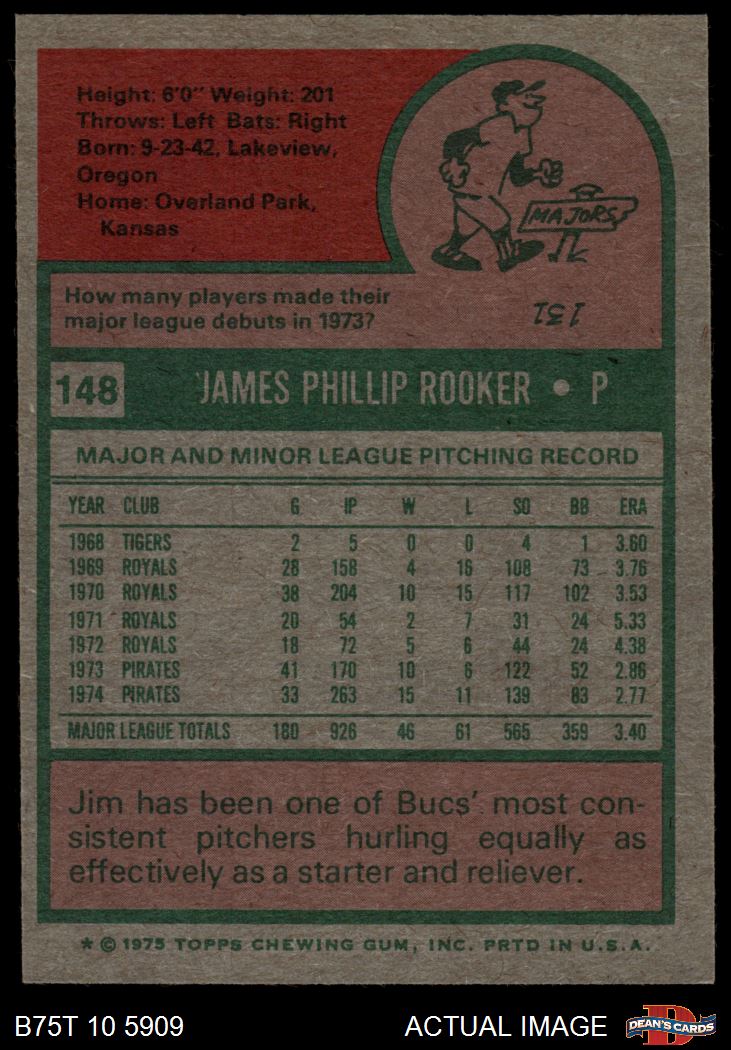 Height: 6'0" Weight: 201
Throws: Left Bats: Right
Born: 9-23-42, Lakeview,
Oregon
Home: Overland Park,
Kansas
MAJORS
How many players made their
major league debuts in 1973?
131
148 JAMES PHILLIP ROOKER • P
MAJOR AND MINOR LEAGUE PITCHING RECORD
YEAR CLUB G IP W L SO BB ERA
1968 TIGERS 2 5 0 0 4 1 3.60
1969 ROYALS 28 158 4 16 108 73 3.76
1970 ROYALS 38 204 10 15 117 102 3.53
1971 ROYALS 20 54 2 7 31 24 5.33
1972 ROYALS 18 72 5 6 44 24 4.38
1973 PIRATES 41 170 10 6 122 52 2.86
1974 PIRATES 33 263 15 11 139 83 2.77
MAJOR LEAGUE TOTALS 180 926 46 61 565 359 3.40
Jim has been one of Bucs' most con-
sistent pitchers hurling equally as
effectively as a starter and reliever.
* © 1975 TOPPS CHEWING GUM, INC. PRTD IN U.S.A.
B75T 10 5909 ACTUAL IMAGE DEAN'S CARDS